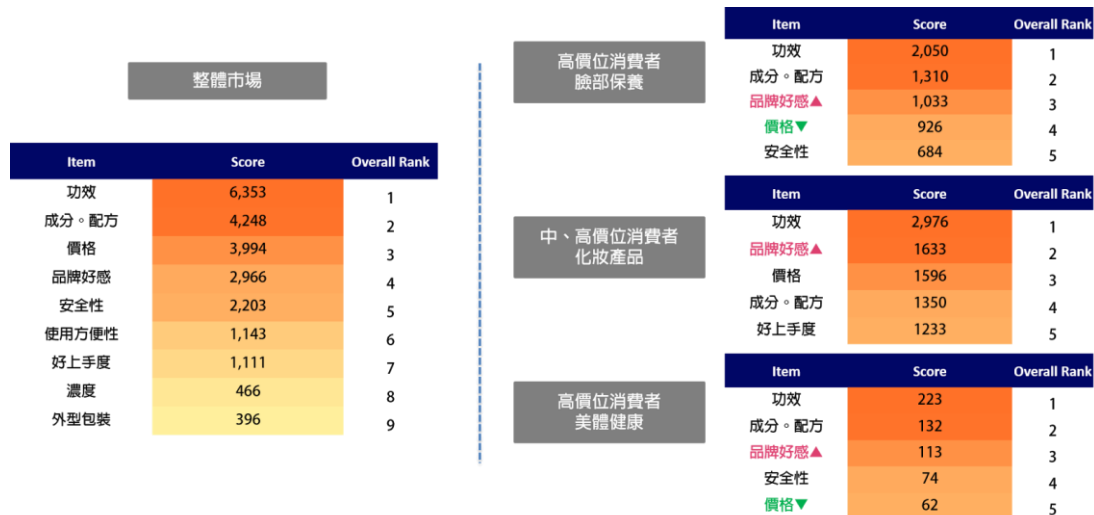 整體市場
Item Score Overall Rank
功效 6,353 1
成分。配方 4,248 2
價格 3,994 3
品牌好感 2,966 4
安全性 2,203 5
使用方便性 1,143 6
好上手度 1,111 7
濃度 466 8
外型包裝 396 9
高價位消費者
臉部保養
Item Score Overall Rank
功效 2,050 1
成分。配方 1,310 2
品牌好感▲ 1,033 3
價格▼ 926 4
安全性 684 5
中、高價位消費者
化妝產品
Item Score Overall Rank
功效 2,976 1
品牌好感▲ 1633 2
價格 1596 3
成分。配方 1350 4
好上手度 1233 5
高價位消費者
美體健康
Item Score Overall Rank
功效 223 1
成分。配方 132 2
品牌好感▲ 113 3
安全性 74 4
價格▼ 62 5